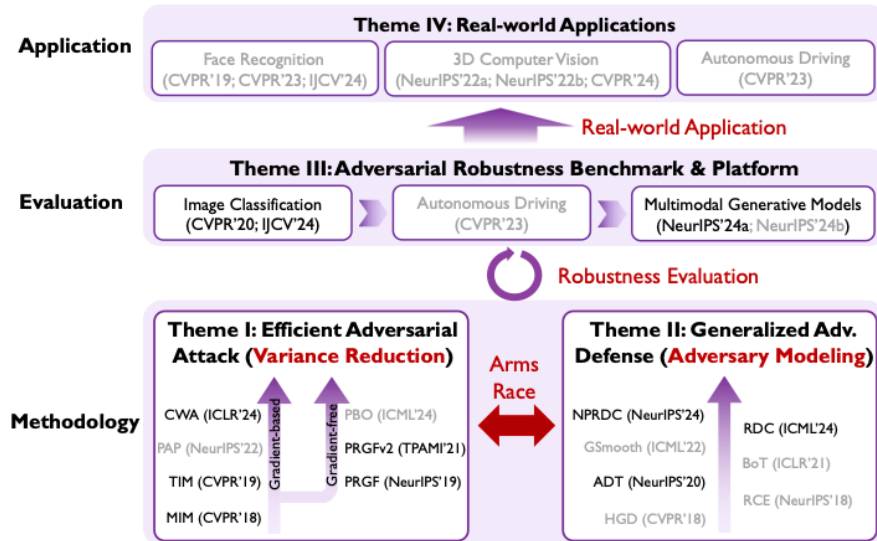 Application
Theme IV: Real-world Applications
Face Recognition
(CVPR'19; CVPR'23; IJCV'24)
3D Computer Vision
(NeurIPS'22a; NeurIPS'22b; CVPR'24)
Autonomous Driving
(CVPR'23)
Real-world Application
Evaluation
Theme III: Adversarial Robustness Benchmark & Platform
Image Classification
(CVPR'20; IJCV'24)
Autonomous Driving
(CVPR'23)
Multimodal Generative Models
(NeurIPS'24a; NeurIPS'24b)
Robustness Evaluation
Methodology
Theme I: Efficient Adversarial
Attack (Variance Reduction)
CWA (ICLR'24)
PAP (NeurIPS'22)
TIM (CVPR'19)
MIM (CVPR'18)
Gradient-based
Gradient-free
PBO (ICML'24)
PRGFv2 (TPAMI'21)
PRGF (NeurIPS'19)
Arms
Race
Theme II: Generalized Adv.
Defense (Adversary Modeling)
NPRDC (NeurIPS'24)
GSmooth (ICML'22)
ADT (NeurIPS'20)
HGD (CVPR'18)
RDC (ICML'24)
BoT (ICLR'21)
RCE (NeurIPS'18)